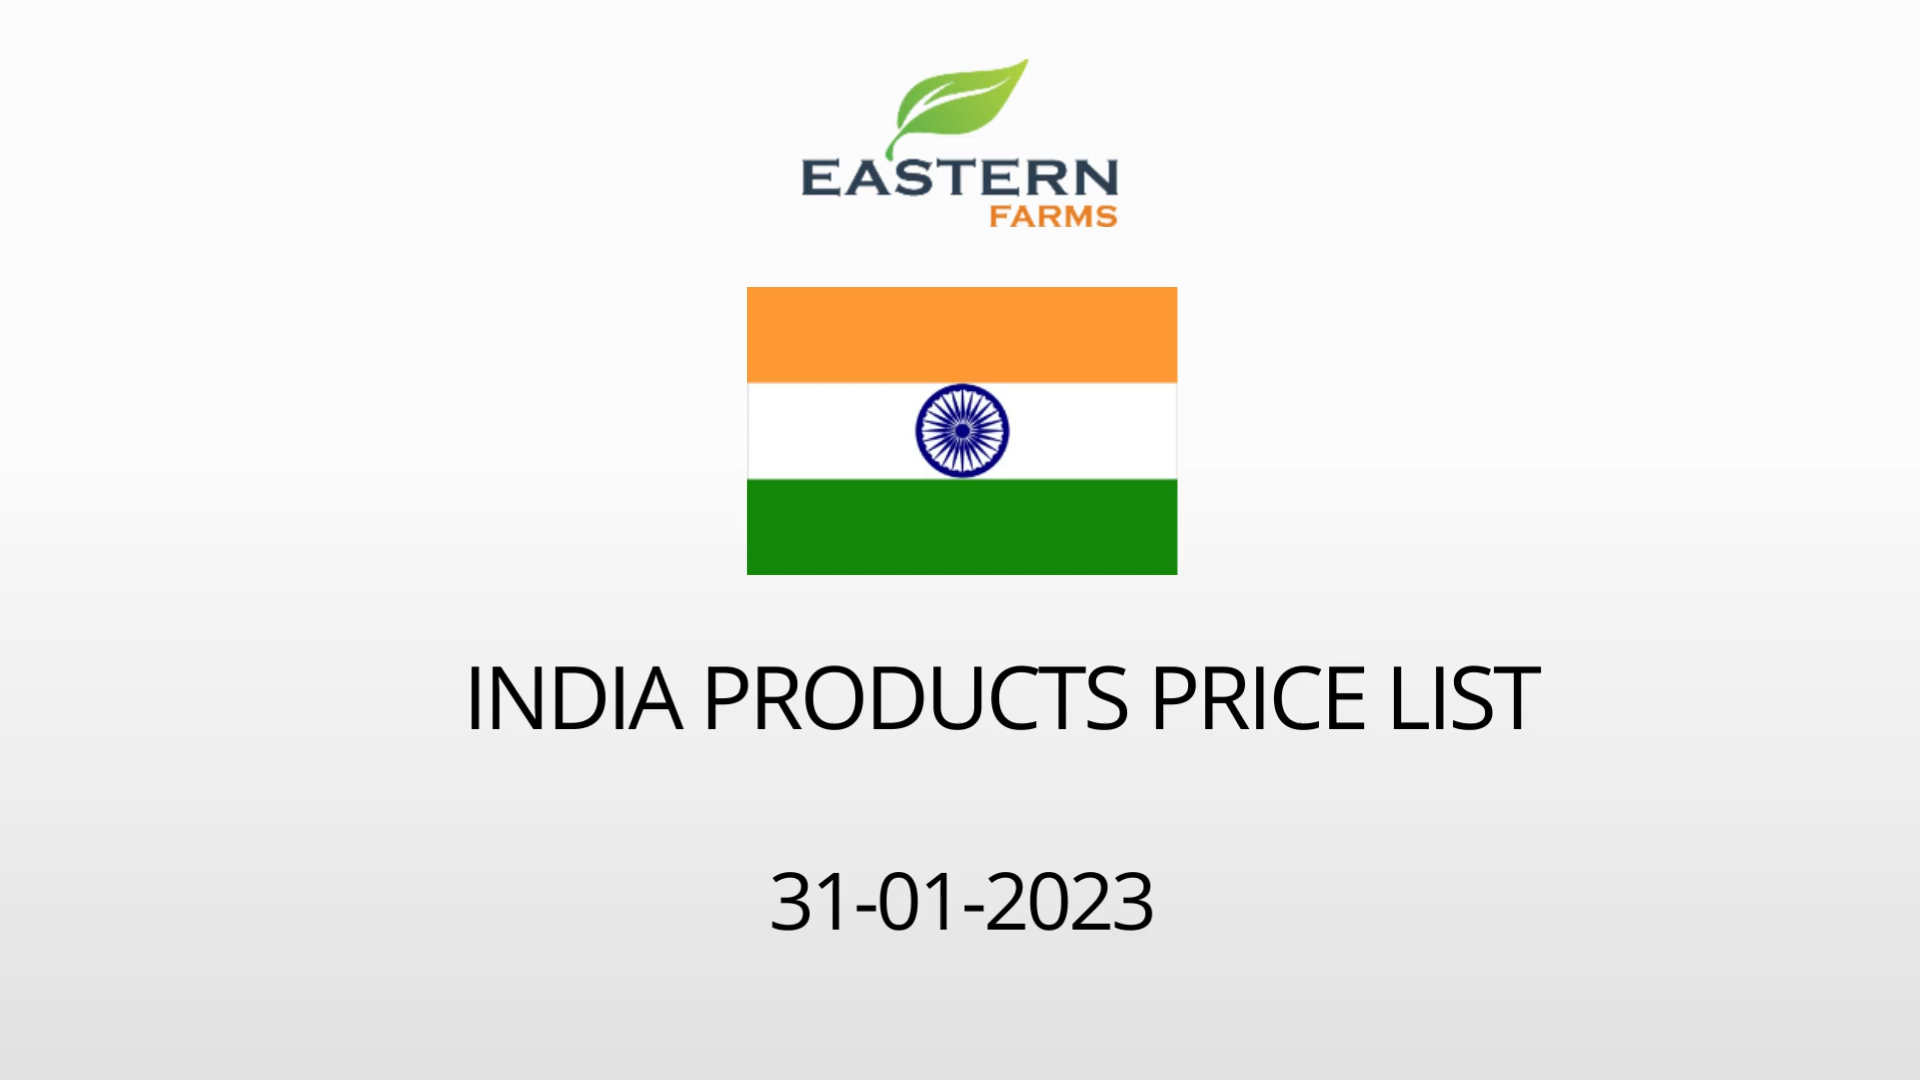 EASTERN
FARMS
INDIA PRODUCTS PRICE LIST
31-01-2023